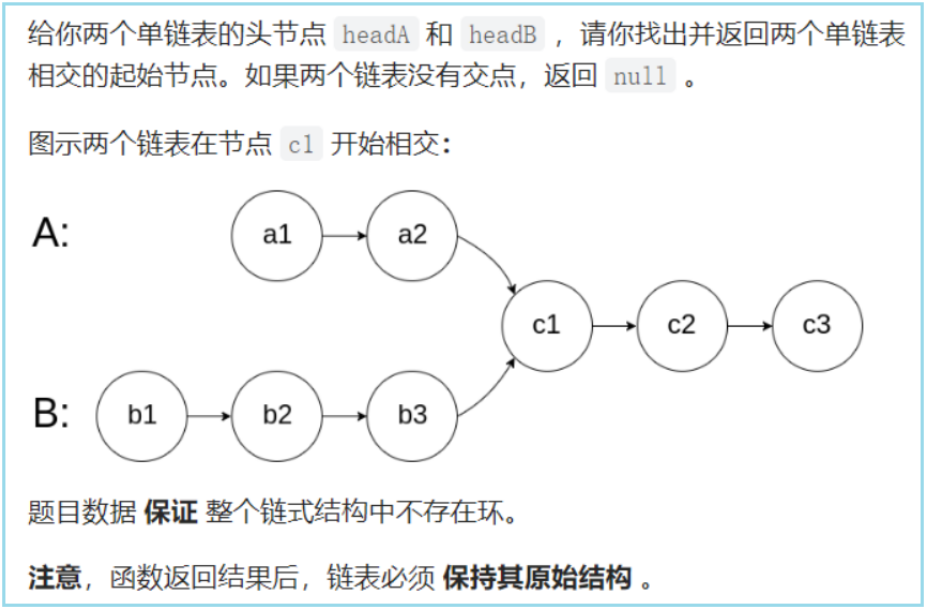 给你两个单链表的头节点 headA 和 headB ，请你找出并返回两个单链表
相交的起始节点。如果两个链表没有交点，返回 null 。
图示两个链表在节点 c1 开始相交：
A: a1 a2
c1 c2 c3
B: b1 b2 b3
题目数据 保证 整个链式结构中不存在环。
注意，函数返回结果后，链表必须 保持其原始结构 。